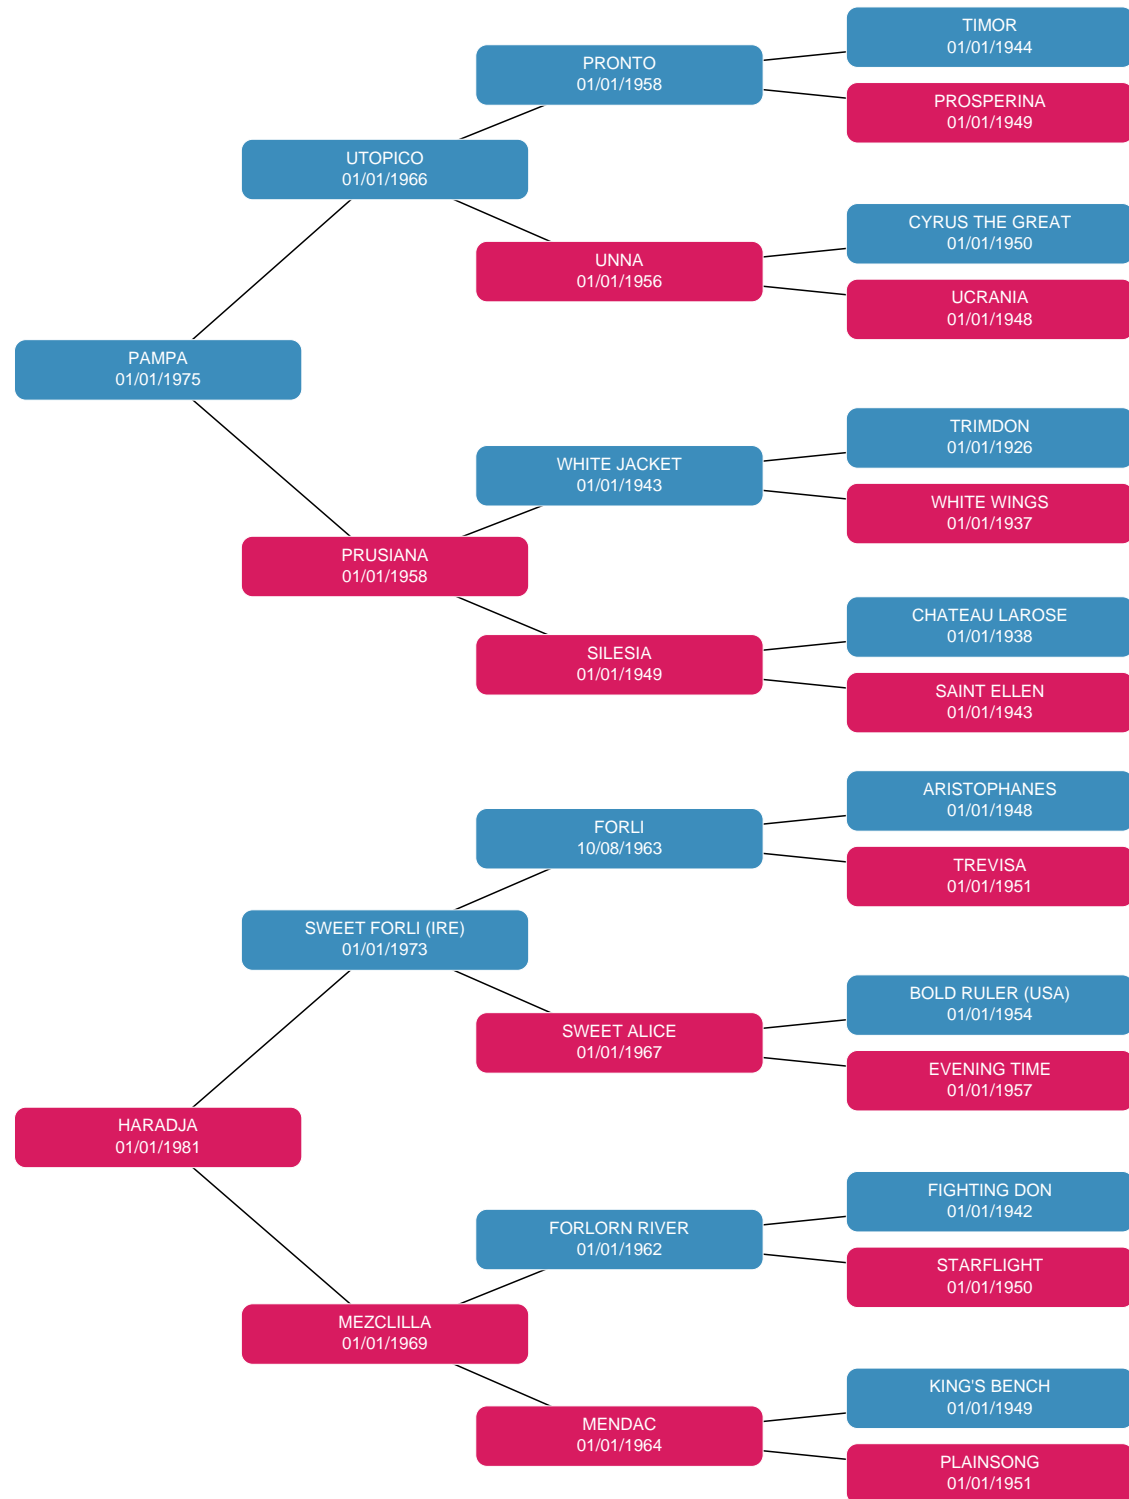 TIMOR
01/01/1944
PRONTO
01/01/1958
PROSPERINA
01/01/1949
UTOPICO
01/01/1966
CYRUS THE GREAT
01/01/1950
UNNA
01/01/1956
UCRANIA
01/01/1948
PAMPA
01/01/1975
TRIMDON
01/01/1926
WHITE JACKET
01/01/1943
WHITE WINGS
01/01/1937
PRUSIANA
01/01/1958
CHATEAU LAROSE
01/01/1938
SILESIA
01/01/1949
SAINT ELLEN
01/01/1943
ARISTOPHANES
01/01/1948
FORLI
10/08/1963
TREVISA
01/01/1951
SWEET FORLI (IRE)
01/01/1973
BOLD RULER (USA)
01/01/1954
SWEET ALICE
01/01/1967
EVENING TIME
01/01/1957
HARADJA
01/01/1981
FIGHTING DON
01/01/1942
FORLORN RIVER
01/01/1962
STARFLIGHT
01/01/1950
MEZCLILLA
01/01/1969
KING'S BENCH
01/01/1949
MENDAC
01/01/1964
PLAINSONG
01/01/1951